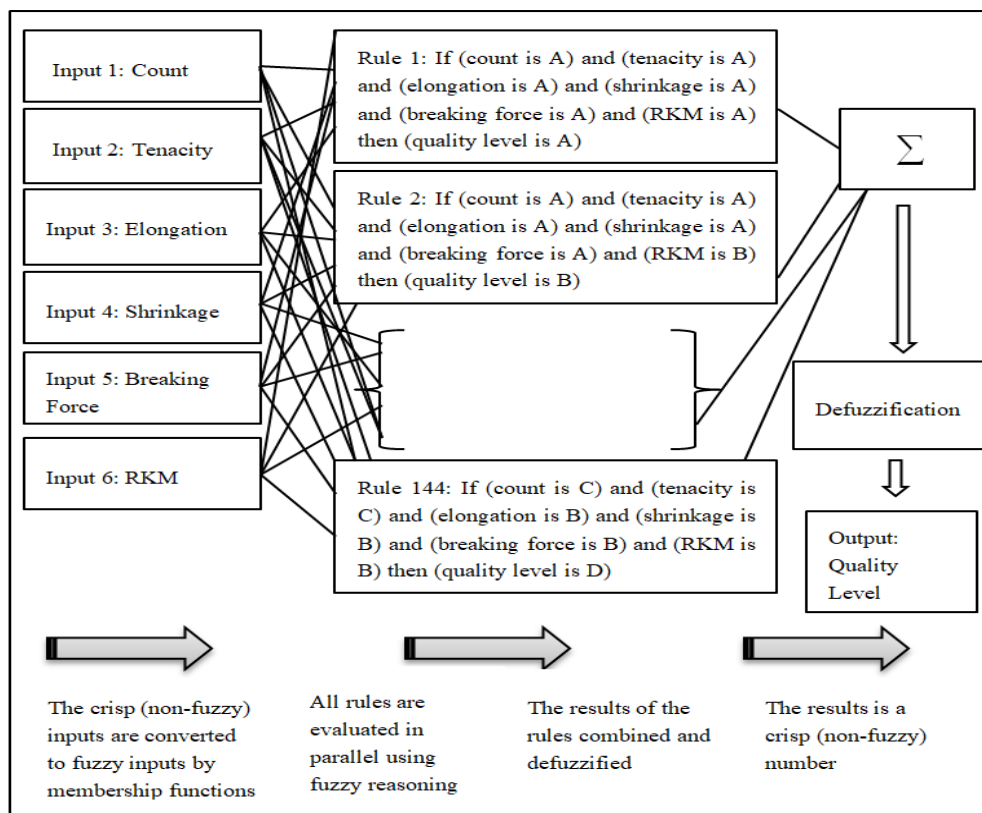 Input 1: Count
Input 2: Tenacity
Input 3: Elongation
Input 4: Shrinkage
Input 5: Breaking
Force
Input 6: RKM
Rule 1: If (count is A) and (tenacity is A)
and (elongation is A) and (shrinkage is A)
and (breaking force is A) and (RKM is A)
then (quality level is A)
Rule 2: If (count is A) and (tenacity is A)
and (elongation is A) and (shrinkage is A)
and (breaking force is A) and (RKM is B)
then (quality level is B)
Rule 144: If (count is C) and (tenacity is
C) and (elongation is B) and (shrinkage is
B) and (breaking force is B) and (RKM is
B) then (quality level is D)
Σ
Defuzzification
Output:
Quality
Level
The crisp (non-fuzzy)
inputs are converted
to fuzzy inputs by
membership functions
All rules are
evaluated in
parallel using
fuzzy reasoning
The results of the
rules combined and
defuzzified
The results is a
crisp (non-fuzzy)
number